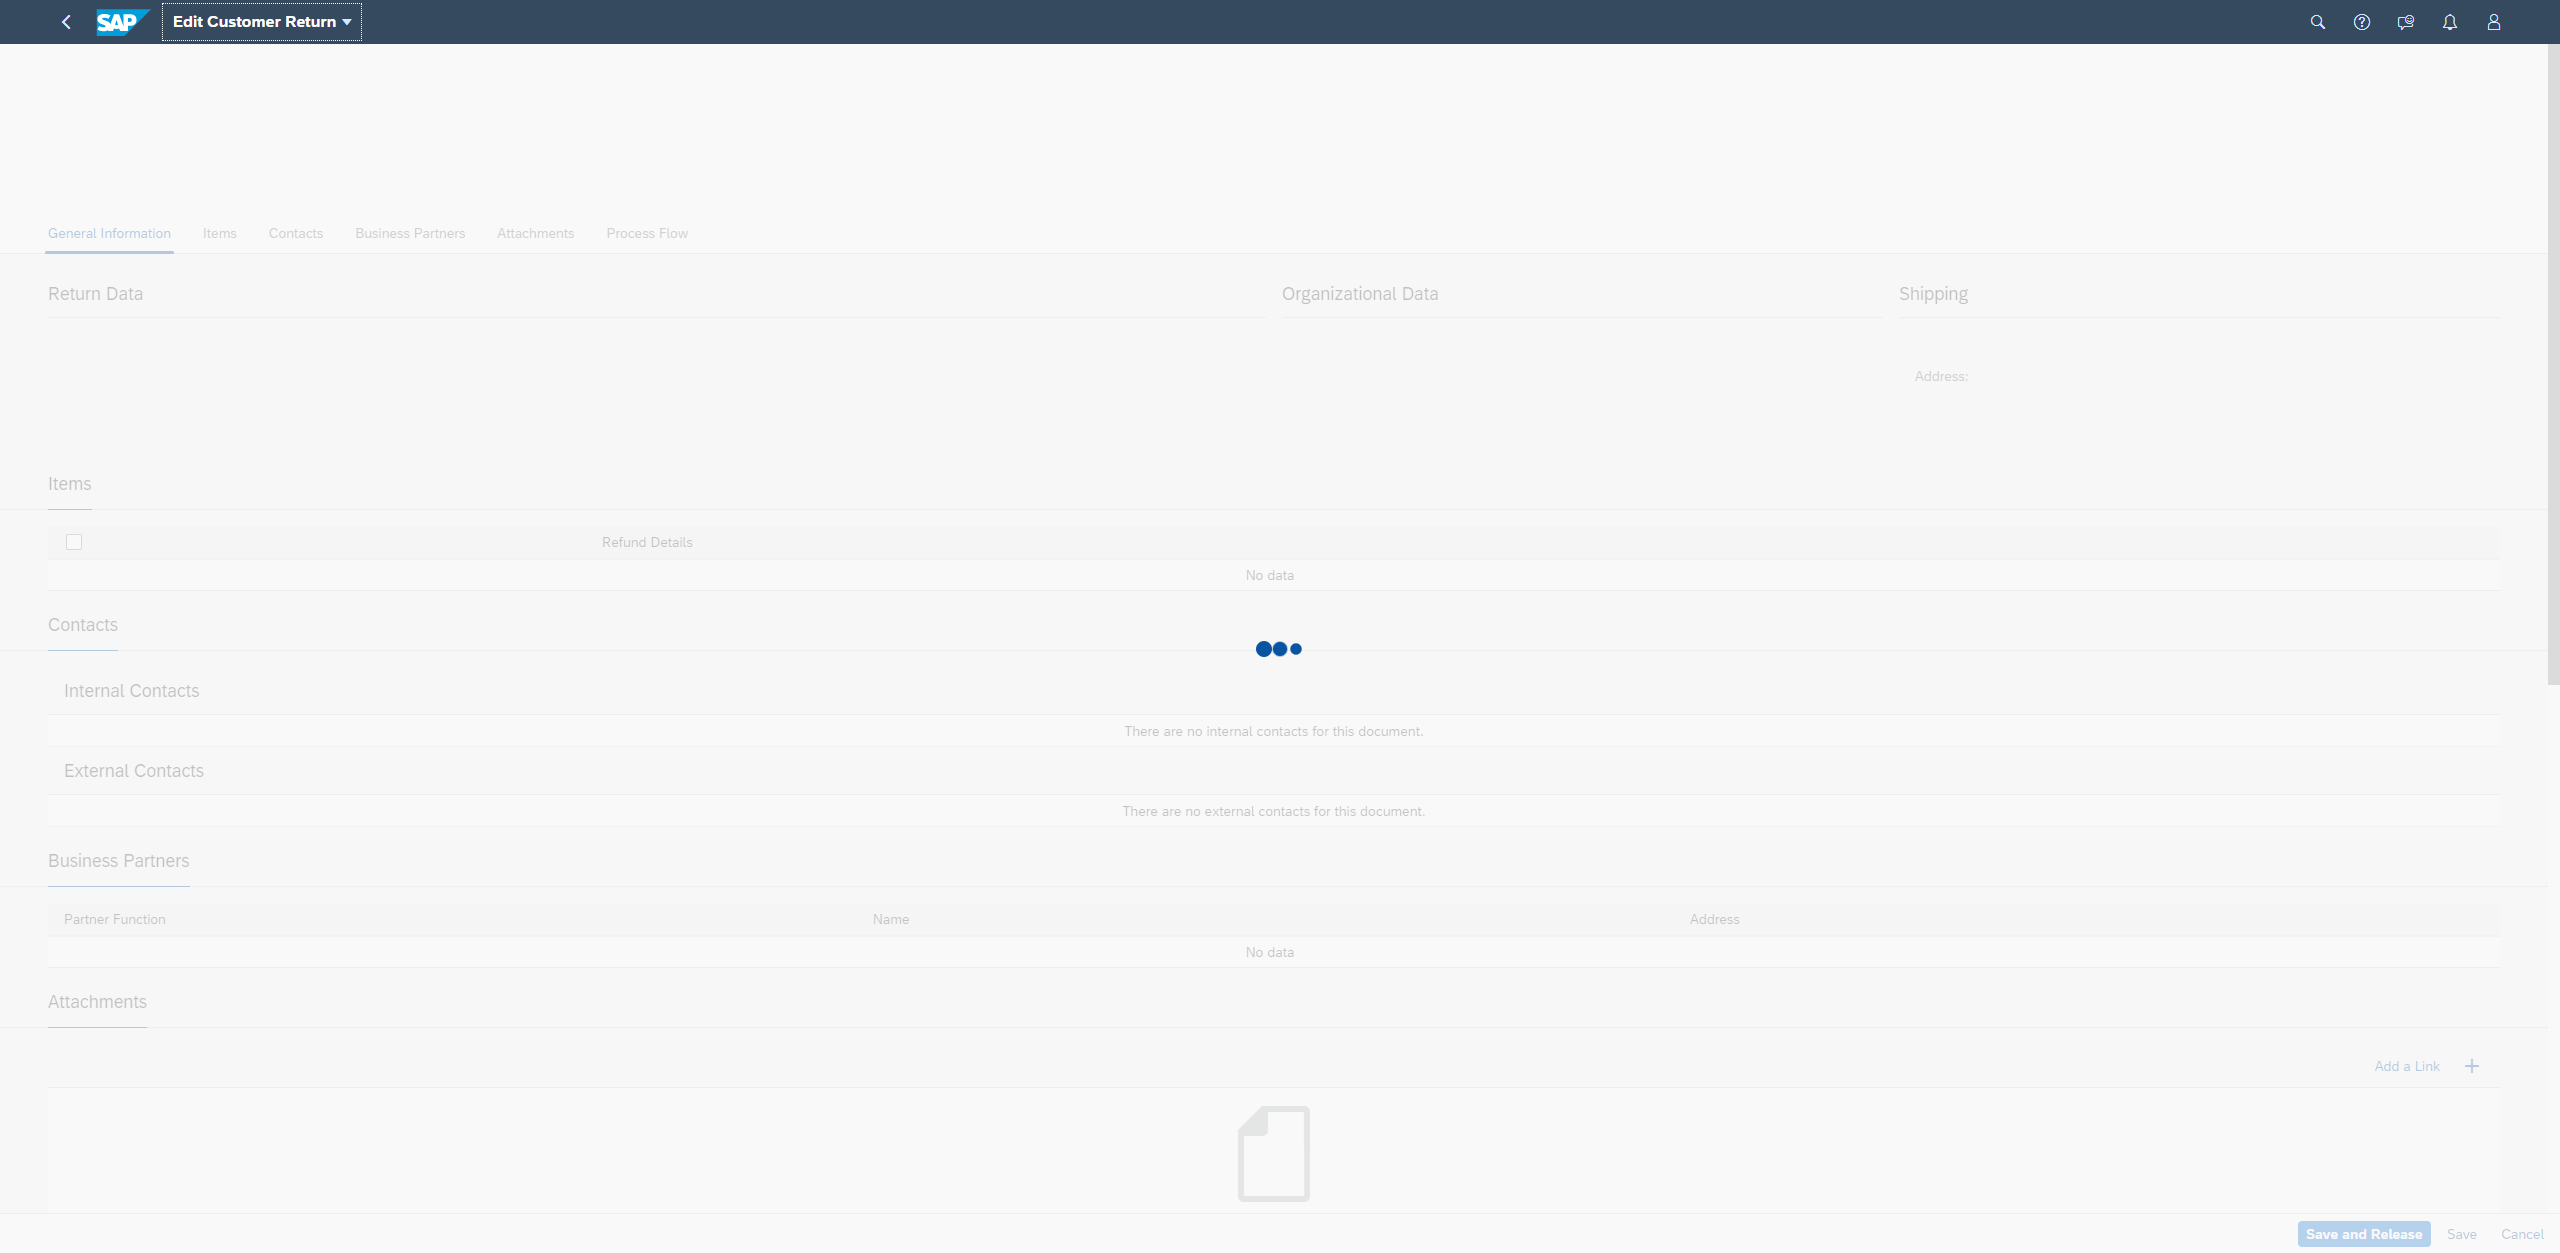 SAP Edit Customer Return
General Information Items Contacts Business Partners Attachments Process Flow
Return Data Organizational Data Shipping
Address:
Items
Refund Details
No data
Contacts
Internal Contacts
There are no internal contacts for this document.
External Contacts
There are no external contacts for this document.
Business Partners
Partner Function Name Address
No data
Attachments
Add a Link
Save and Release Save Cancel